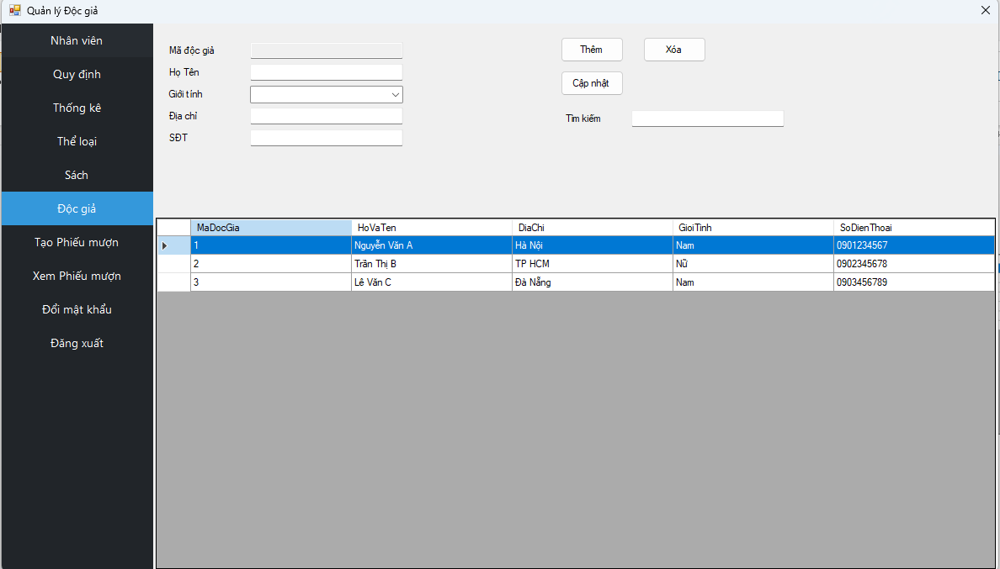 Quản lý Độc giả
Nhân viên
Quy định
Thống kê
Thể loại
Sách
Độc giả
Tạo Phiếu mượn
Xem Phiếu mượn
Đổi mật khẩu
Đăng xuất
Mã độc giả
Họ Tên
Giới tính
Địa chỉ
SĐT
Thêm Xóa
Cập nhật
Tìm kiếm
MaDocGia HoVaTen DiaChi GioiTinh SoDienThoai
1 Nguyễn Văn A Hà Nội Nam 0901234567
2 Trần Thị B TP HCM Nữ 0902345678
3 Lê Văn C Đà Nẵng Nam 0903456789